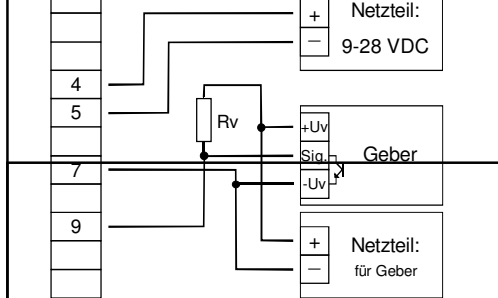 +
Netzteil:
−
9-28 VDC
4
5
Rv
+Uv
Sig.
Geber
7
-Uv
9
+
Netzteil:
−
für Geber